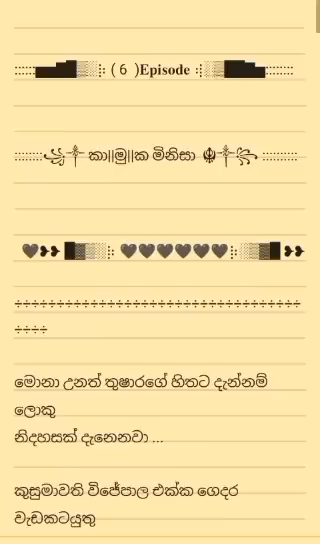 ( 6 )Episode
කා||මු||ක මිනිසා
🖤❥❥ 🖤🖤🖤🖤🖤🖤 ❥❥
÷÷÷÷÷÷÷÷÷÷÷÷÷÷÷÷÷÷÷÷÷÷÷÷÷÷÷÷÷÷÷÷÷
÷÷÷÷
මොනා උනත් තුෂාරගේ හිතට දැන්නම්
ලොකු
නිදහසක් දැනෙනවා ...
කුසුමාවතී විජේපාල එක්ක ගෙදර
වැඩකටයුතු